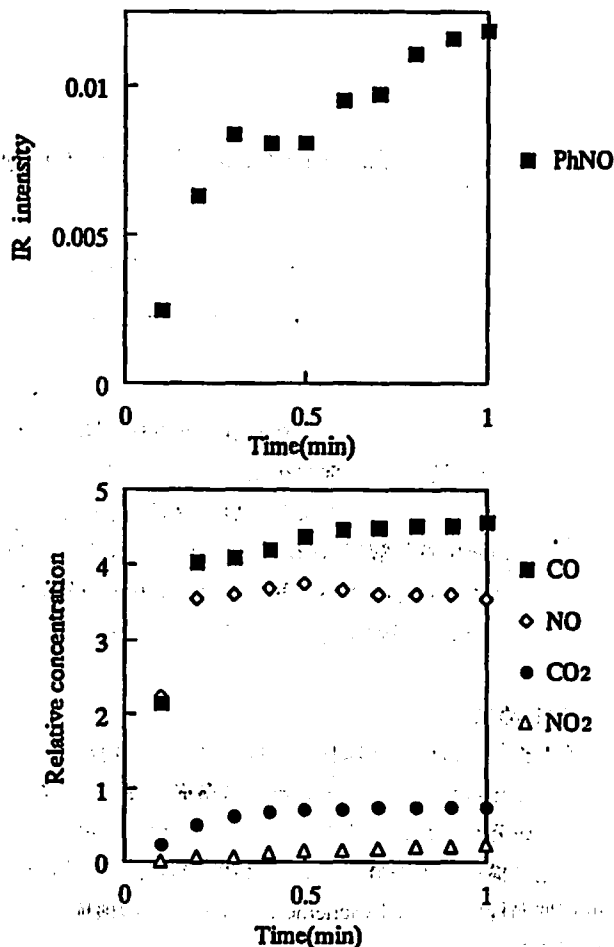 0.01
0.005
0
IR intensity
0
0.5
1
Time(min)
PhNO
5
4
3
2
1
0
Relative concentration
0
0.5
1
Time(min)
CO
NO
CO2
NO2